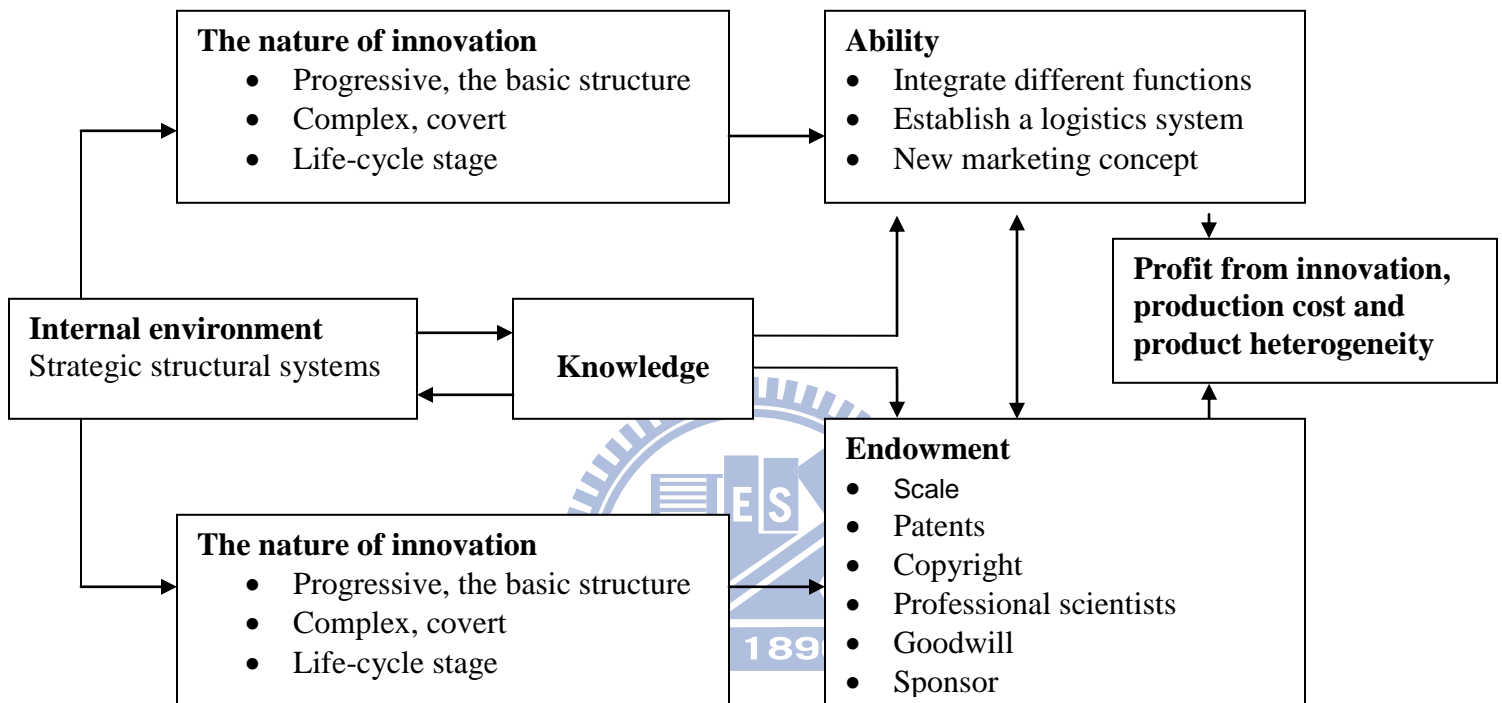 The nature of innovation
• Progressive, the basic structure
• Complex, covert
• Life-cycle stage
Ability
• Integrate different functions
• Establish a logistics system
• New marketing concept
Internal environment
Strategic structural systems
Knowledge
Profit from innovation,
production cost and
product heterogeneity
The nature of innovation
• Progressive, the basic structure
• Complex, covert
• Life-cycle stage
Endowment
• Scale
• Patents
• Copyright
• Professional scientists
• Goodwill
• Sponsor
ES
189